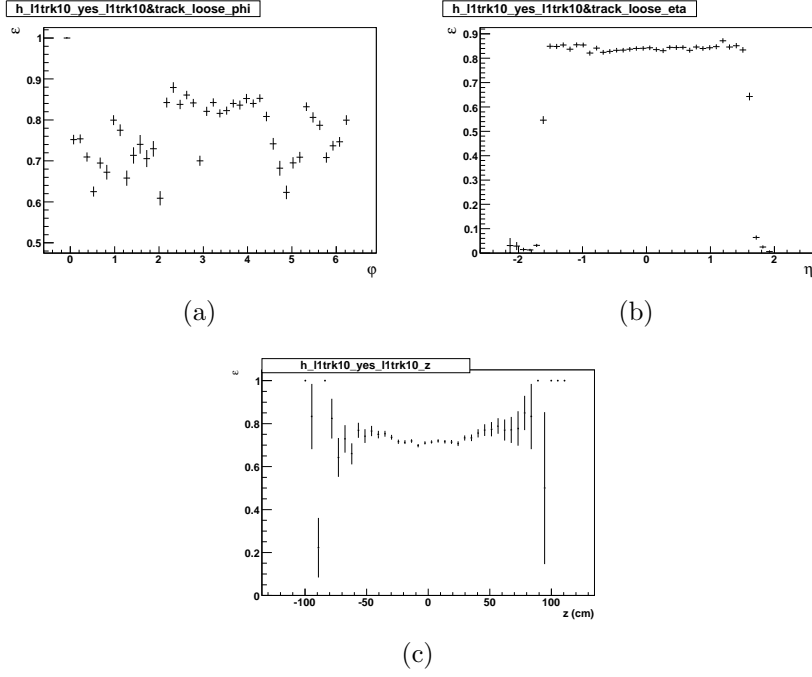 h_l1trk10_yes_l1trk10&track_loose_phi
ε
1
0.9
0.8
0.7
0.6
0.5
0 1 2 3 4 5 6
φ
(a)
h_l1trk10_yes_l1trk10&track_loose_eta
ε
0.9
0.8
0.7
0.6
0.5
0.4
0.3
0.2
0.1
0
-2 -1 0 1 2
η
(b)
h_l1trk10_yes_l1trk10_z
ε
1
0.8
0.6
0.4
0.2
0
-100 -50 0 50 100
z (cm)
(c)